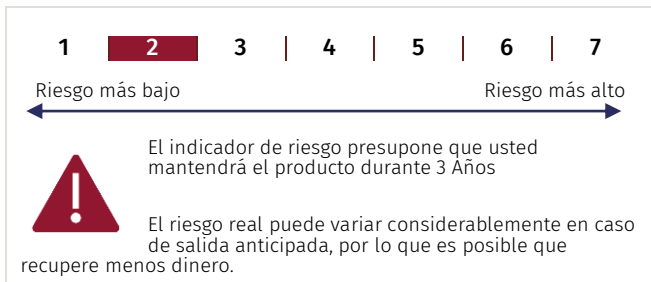 1 2 3 4 5 6 7
Riesgo más bajo Riesgo más alto
El indicador de riesgo presupone que usted
mantendrá el producto durante 3 Años
El riesgo real puede variar considerablemente en caso
de salida anticipada, por lo que es posible que
recupere menos dinero.